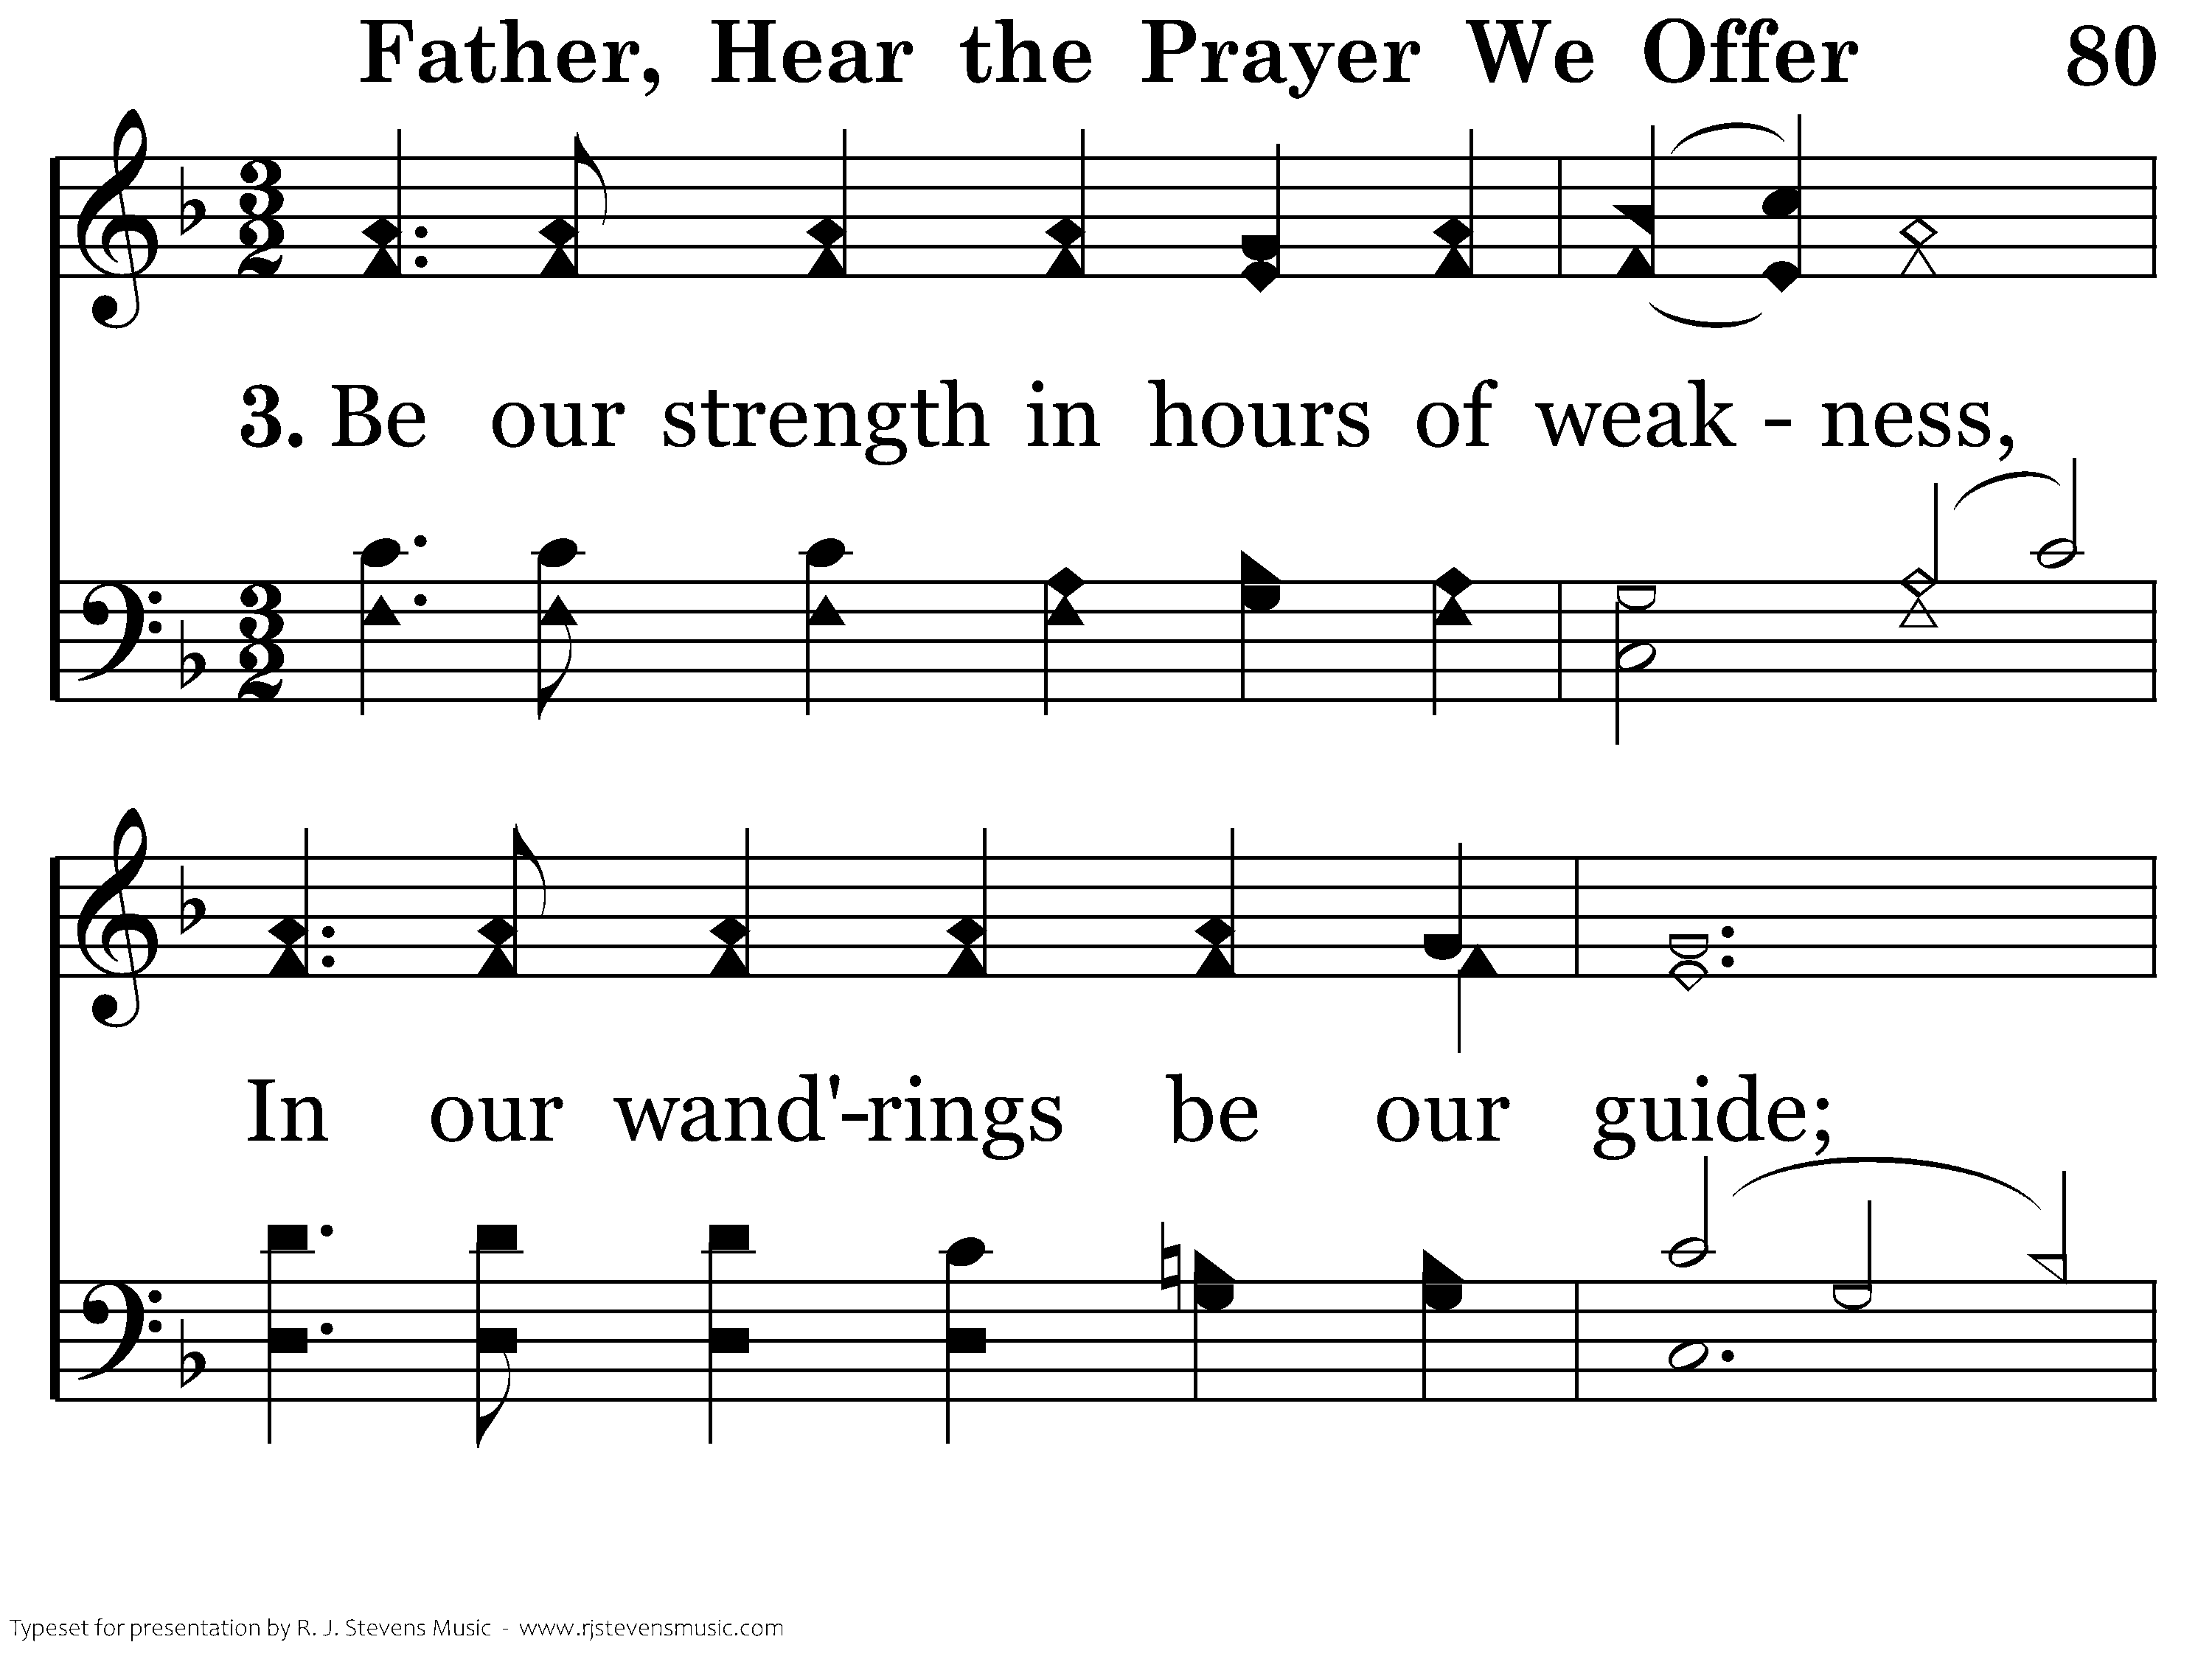 Father, Hear the Prayer We Offer 80
3. Be our strength in hours of weak - ness,
In our wand'-rings be our guide;
Typeset for presentation by R. J. Stevens Music - www.rjstevensmusic.com